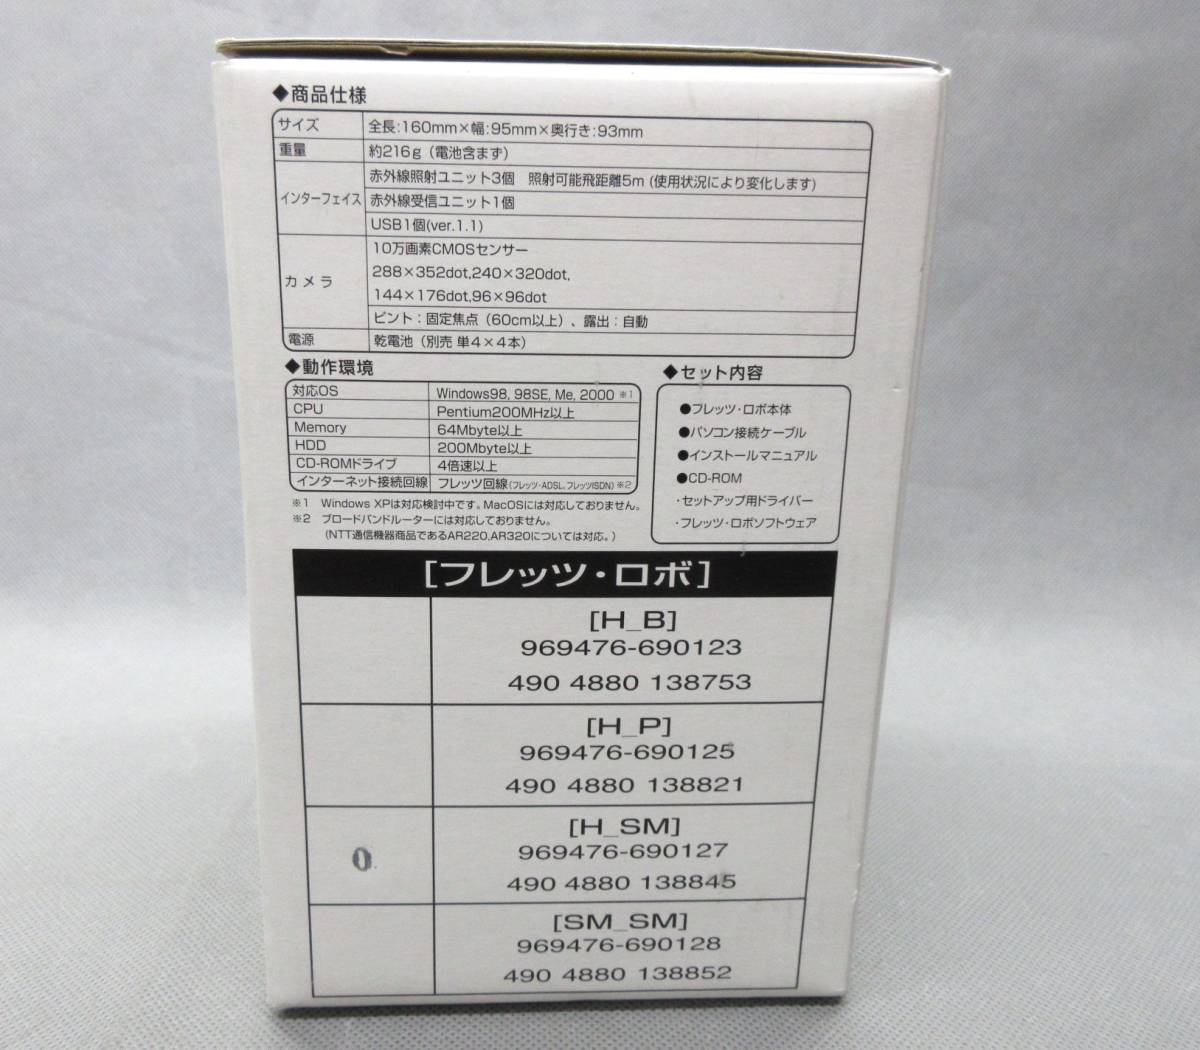 ◆商品仕様
サイズ 全長:160mm×幅:95mm×奥行き:93mm
重量 約216g（電池含まず）
インターフェイス 赤外線照射ユニット3個 照射可能飛距離5m (使用状況により変化します)
赤外線受信ユニット1個
USB1個(ver.1.1)
カメラ 10万画素CMOSセンサー
288×352dot,240×320dot,
144×176dot,96×96dot
ピント：固定焦点（60cm以上）、露出：自動
電源 乾電池（別売 単4×4本）
◆動作環境
対応OS Windows98, 98SE, Me, 2000 ※1
CPU Pentium200MHz以上
Memory 64Mbyte以上
HDD 200Mbyte以上
CD-ROMドライブ 4倍速以上
インターネット接続回線 フレッツ回線(フレッツ・ADSL, フレッツISDN) ※2
※1 Windows XPは対応検討中です。MacOSには対応しておりません。
※2 ブロードバンドルーターには対応しておりません。
(NTT通信機器商品であるAR220,AR320については対応。)
◆セット内容
●フレッツ・ロボ本体
●パソコン接続ケーブル
●インストールマニュアル
●CD-ROM
・セットアップ用ドライバー
・フレッツ・ロボソフトウェア
[フレッツ・ロボ]
[H_B]
969476-690123
490 4880 138753
[H_P]
969476-690125
490 4880 138821
0
[H_SM]
969476-690127
490 4880 138845
[SM_SM]
969476-690128
490 4880 138852